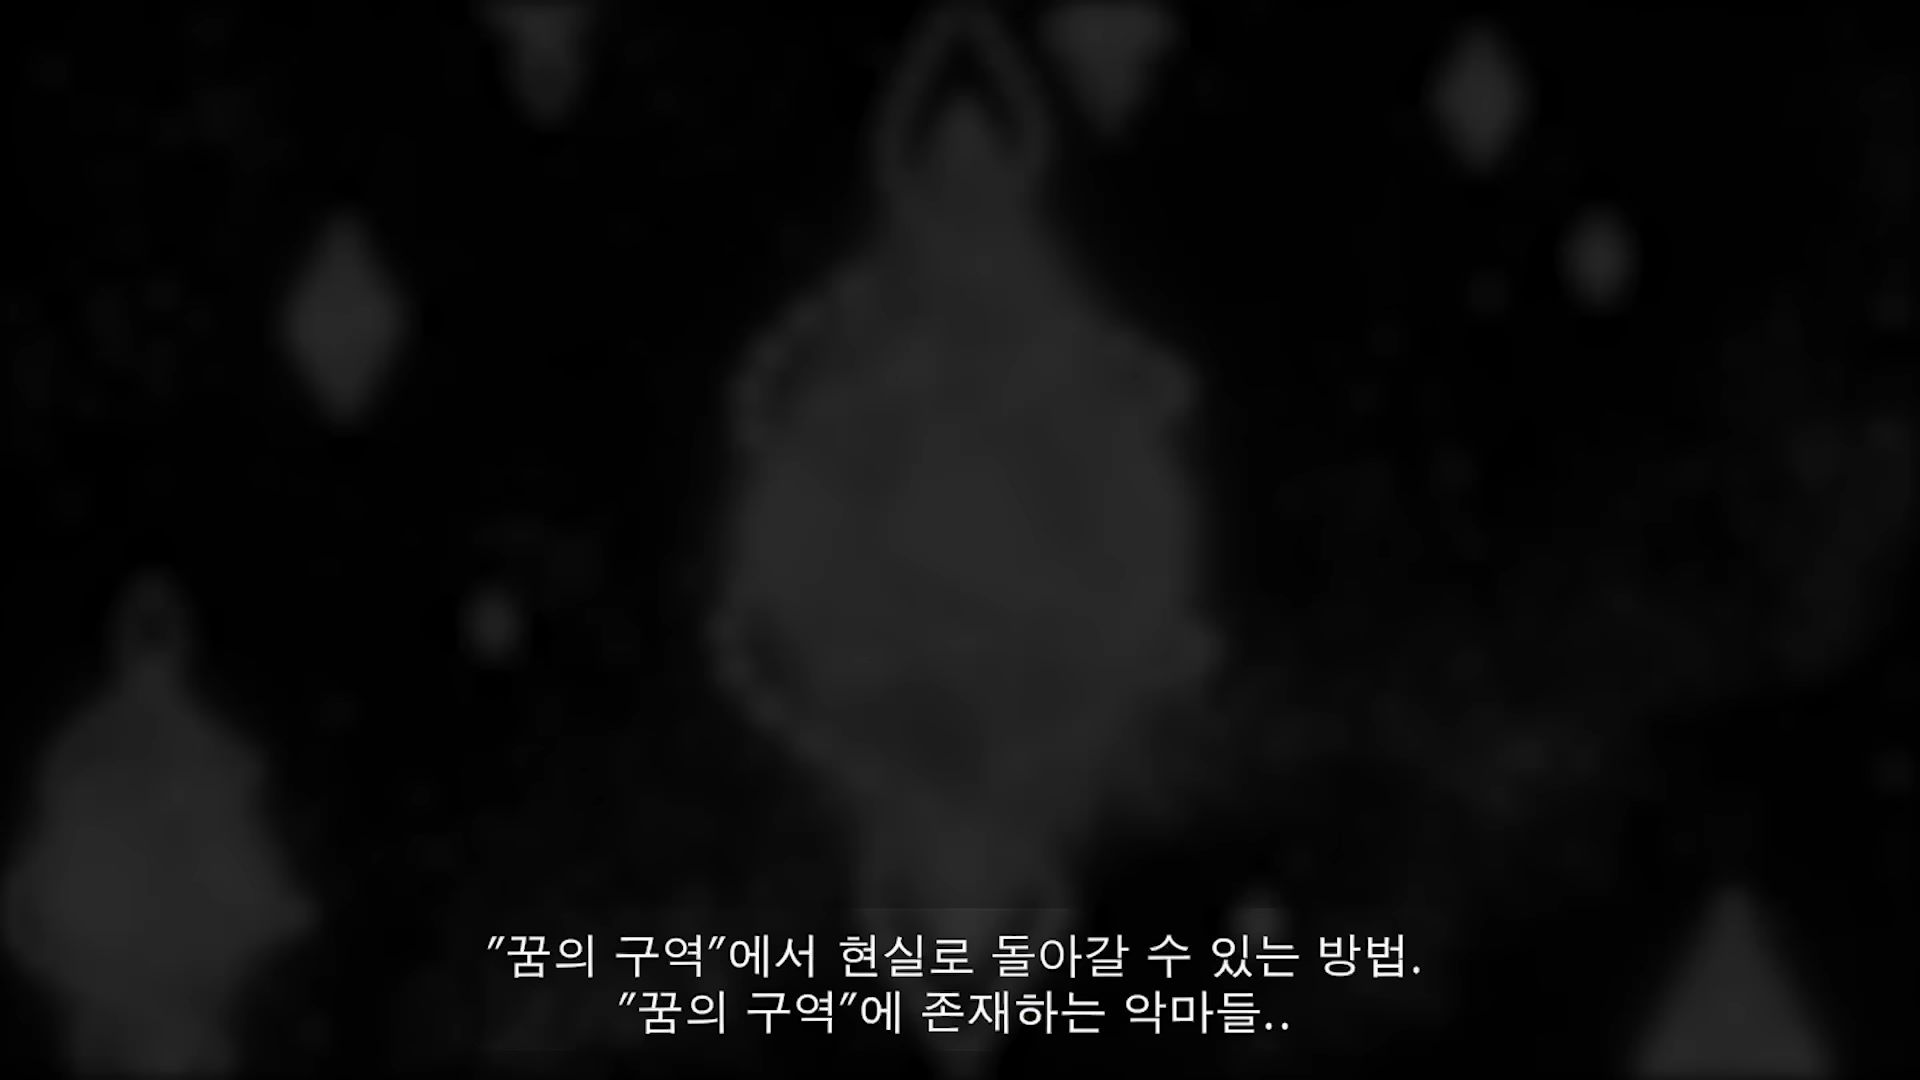 "꿈의 구역"에서 현실로 돌아갈 수 있는 방법.
"꿈의 구역"에 존재하는 악마들..